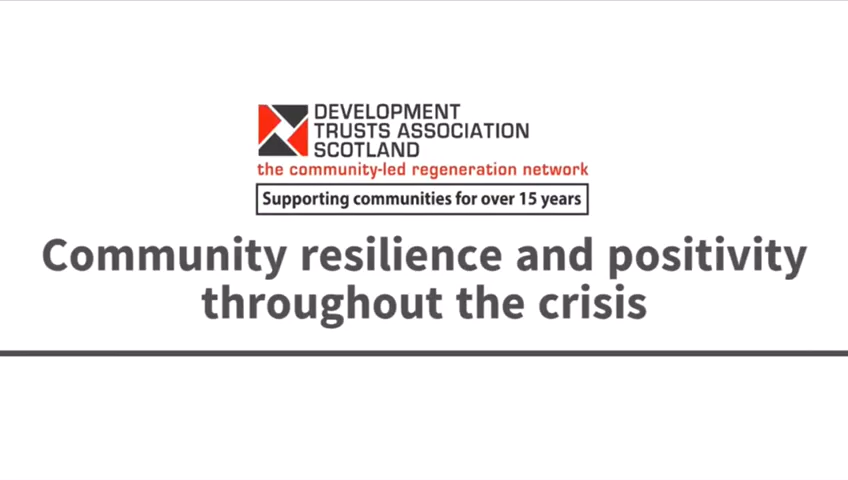 DEVELOPMENT
TRUSTS ASSOCIATION
SCOTLAND
the community-led regeneration network
Supporting communities for over 15 years
Community resilience and positivity
throughout the crisis